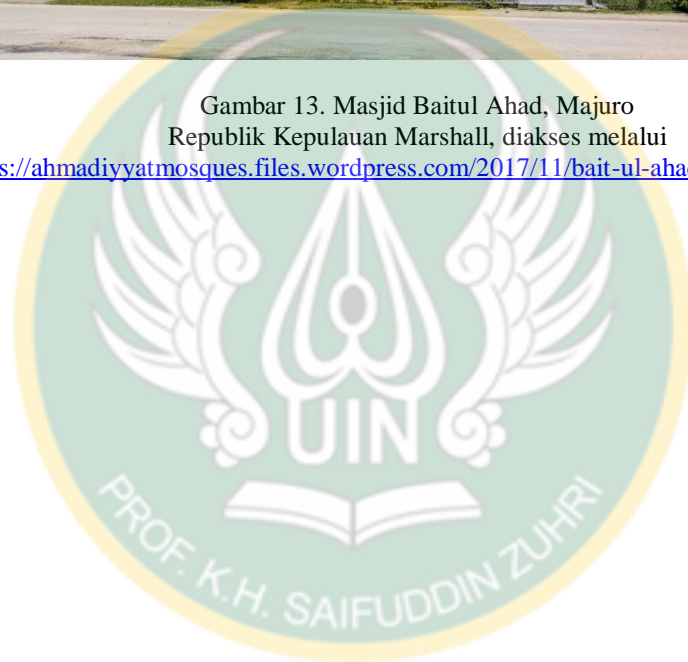 Gambar 13. Masjid Baitul Ahad, Majuro
Republik Kepulauan Marshall, diakses melalui
s://ahmadiyyatmosques.files.wordpress.com/2017/11/bait-ul-aha
UIN
PROF. K.H. SAIFUDDIN ZUHRI